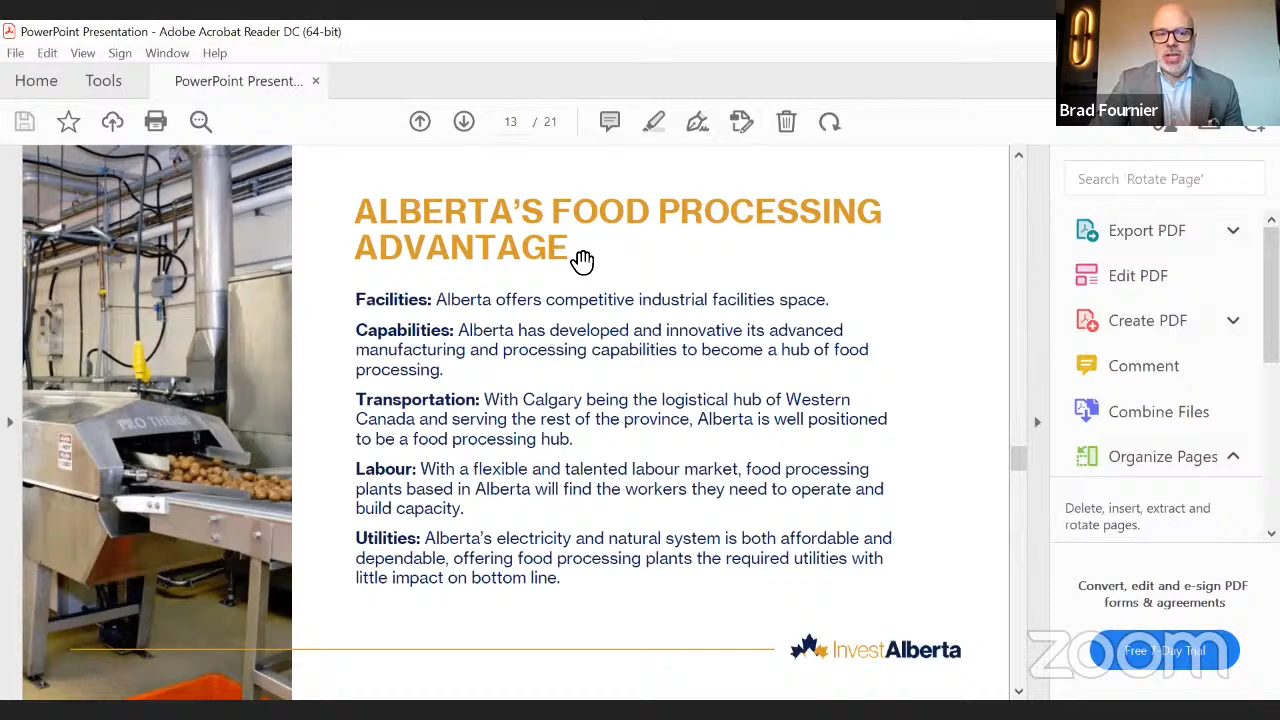 PowerPoint Presentation - Adobe Acrobat Reader DC (64-bit)
File Edit View Sign Window Help
Home Tools PowerPoint Present... ×
13 / 21
Brad Fournier
Search 'Rotate Page'
Export PDF
Edit PDF
Create PDF
Comment
Combine Files
Organize Pages
Delete, insert, extract and
rotate pages.
Convert, edit and e-sign PDF
forms & agreements
Free 7-Day Trial
zoom
PRO THERM
ALBERTA'S FOOD PROCESSING
ADVANTAGE
Facilities: Alberta offers competitive industrial facilities space.
Capabilities: Alberta has developed and innovative its advanced
manufacturing and processing capabilities to become a hub of food
processing.
Transportation: With Calgary being the logistical hub of Western
Canada and serving the rest of the province, Alberta is well positioned
to be a food processing hub.
Labour: With a flexible and talented labour market, food processing
plants based in Alberta will find the workers they need to operate and
build capacity.
Utilities: Alberta's electricity and natural system is both affordable and
dependable, offering food processing plants the required utilities with
little impact on bottom line.
InvestAlberta